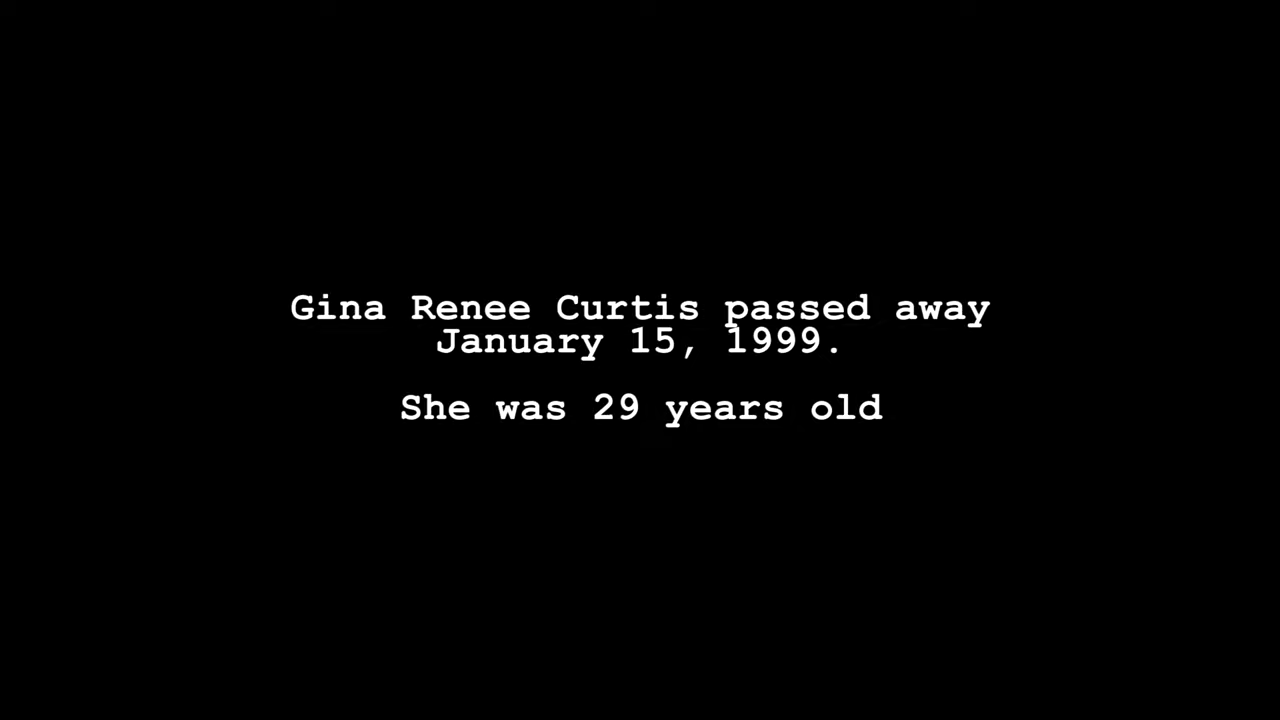 Gina Renee Curtis passed away
January 15, 1999.
She was 29 years old